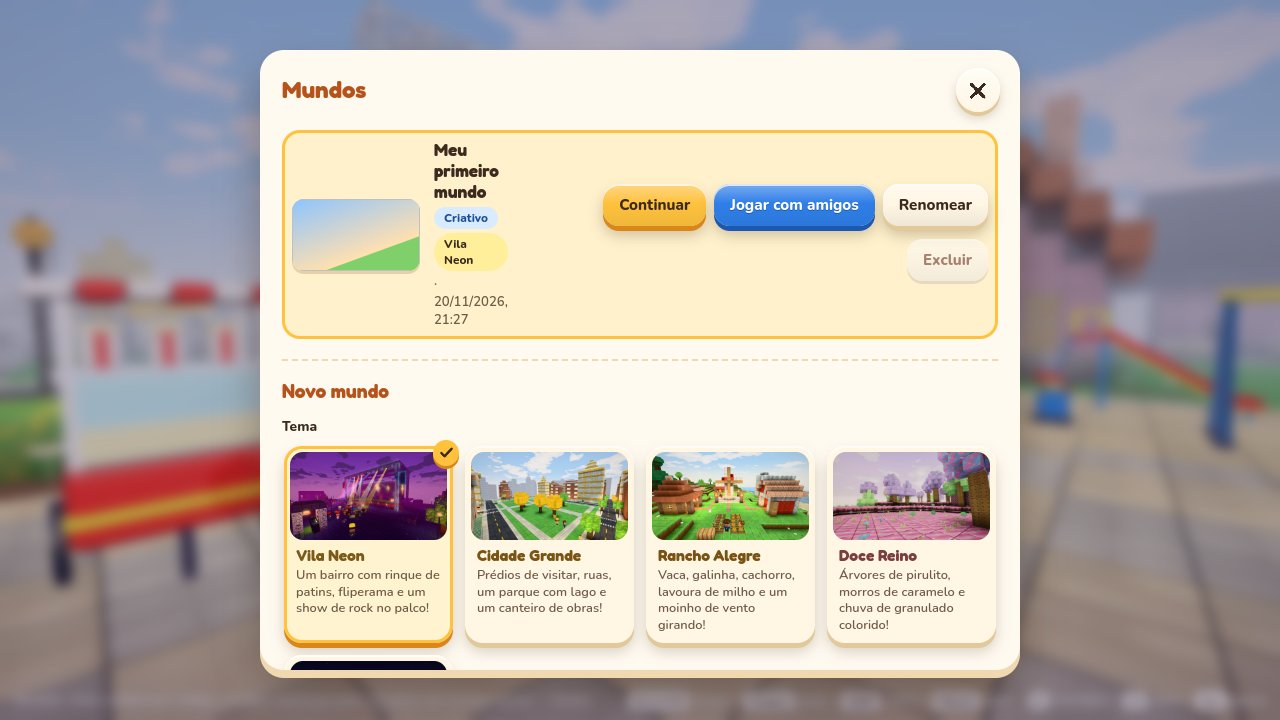 Mundos
Meu
primeiro
mundo
Criativo
Vila
Neon
·
20/11/2026,
21:27
Continuar
Jogar com amigos
Renomear
Excluir
Novo mundo
Tema
Vila Neon
Um bairro com rinque de
patins, fliperama e um
show de rock no palco!
Cidade Grande
Prédios de visitar, ruas,
um parque com lago e
um canteiro de obras!
Rancho Alegre
Vaca, galinha, cachorro,
lavoura de milho e um
moinho de vento
girando!
Doce Reino
Árvores de pirulito,
morros de caramelo e
chuva de granulado
colorido!